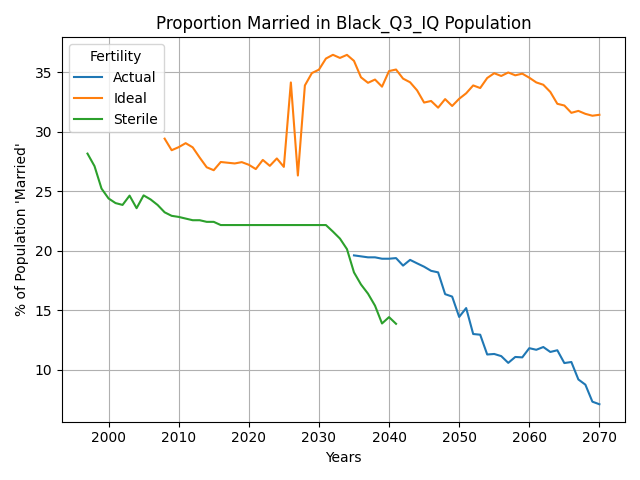 Proportion Married in Black_Q3_IQ Population
Fertility
Actual
Ideal
Sterile
% of Population 'Married'
35
30
25
20
15
10
2000 2010 2020 2030 2040 2050 2060 2070
Years